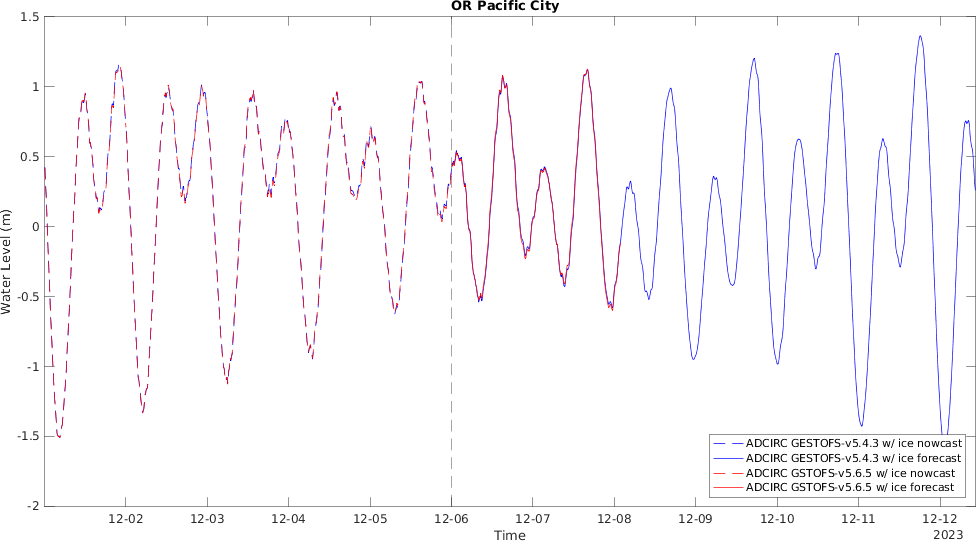 OR Pacific City
1.5
1
0.5
0
-0.5
-1
-1.5
-2
Water Level (m)
12-02
12-03
12-04
12-05
12-06
12-07
12-08
12-09
12-10
12-11
12-12
2023
Time
ADCIRC GESTOFS-v5.4.3 w/ ice nowcast
ADCIRC GESTOFS-v5.4.3 w/ ice forecast
ADCIRC GSTOFS-v5.6.5 w/ ice nowcast
ADCIRC GSTOFS-v5.6.5 w/ ice forecast